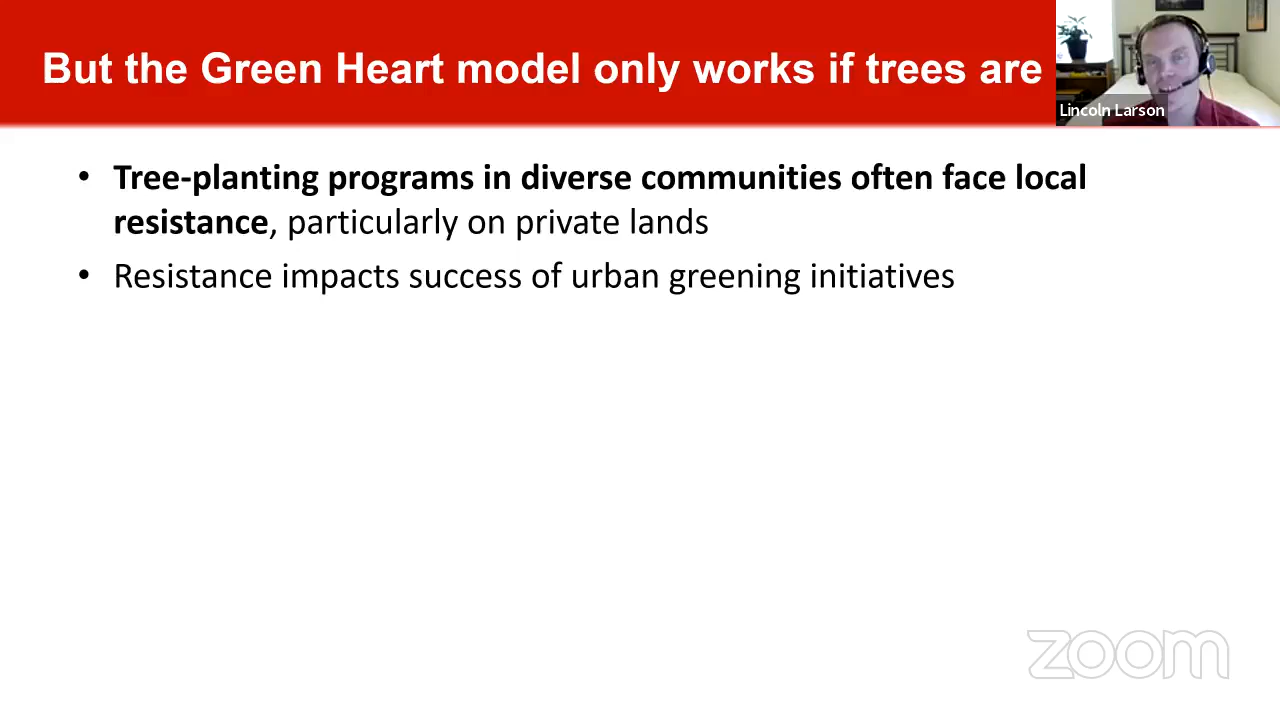 But the Green Heart model only works if trees are
Lincoln Larson
• Tree-planting programs in diverse communities often face local
resistance, particularly on private lands
• Resistance impacts success of urban greening initiatives
zoom